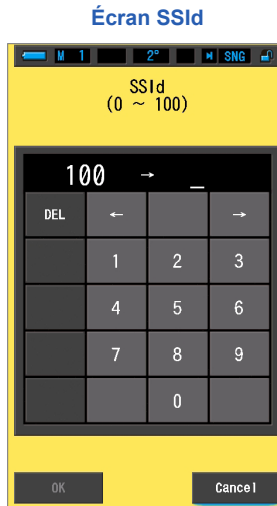 Écran SSId
M 1 2° SNG
SSId
(0 ~ 100)
100 → _
DEL ← →
1 2 3
4 5 6
7 8 9
0
OK Cancel